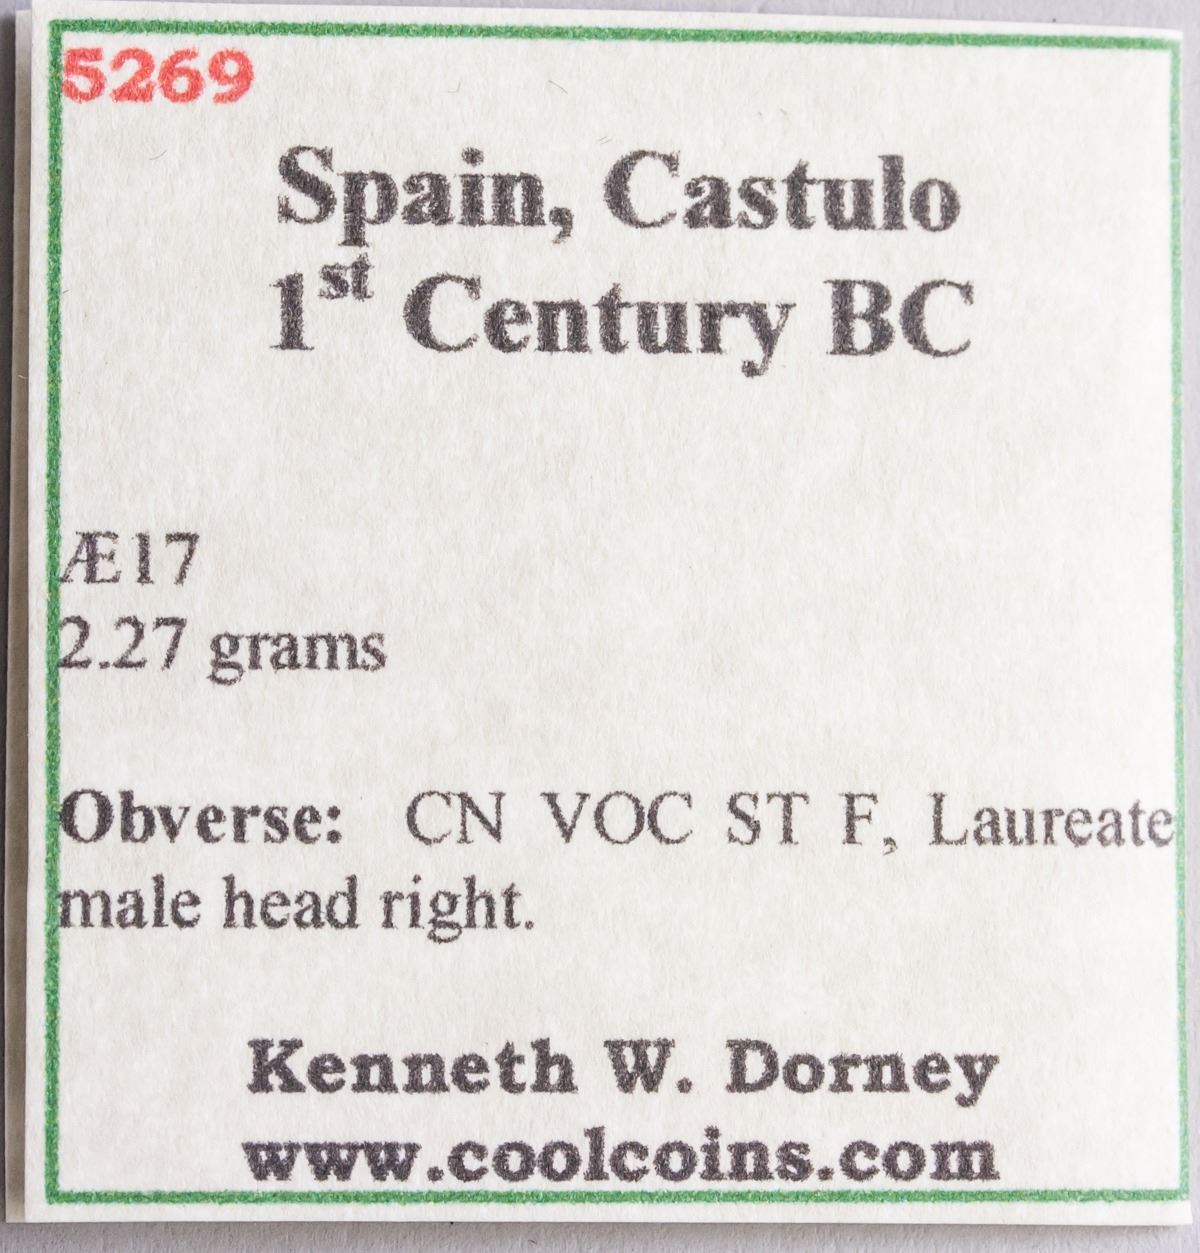 5269
Spain, Castulo
1st Century BC
Æ17
2.27 grams
Obverse: CN VOC ST F, Laureate
male head right.
Kenneth W. Dorney
www.coolcoins.com